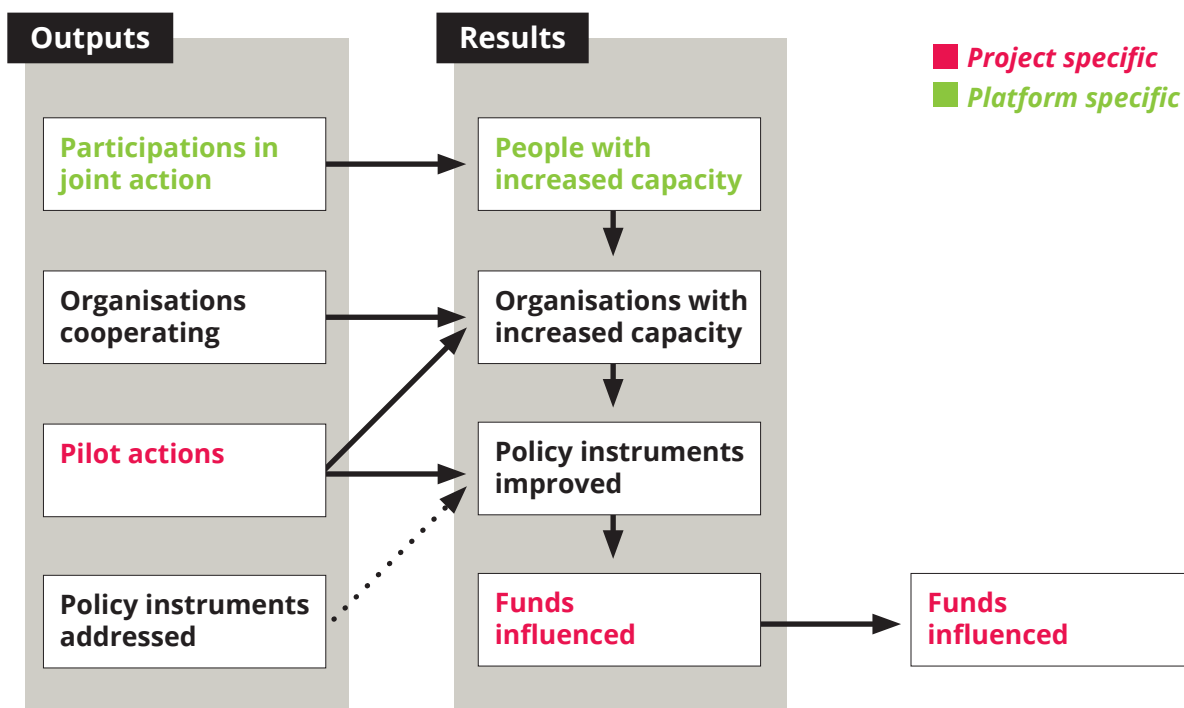 Outputs
Results
Project specific
Platform specific
Participations in
joint action
People with
increased capacity
Organisations
cooperating
Organisations with
increased capacity
Pilot actions
Policy instruments
improved
Policy instruments
addressed
Funds
influenced
Funds
influenced